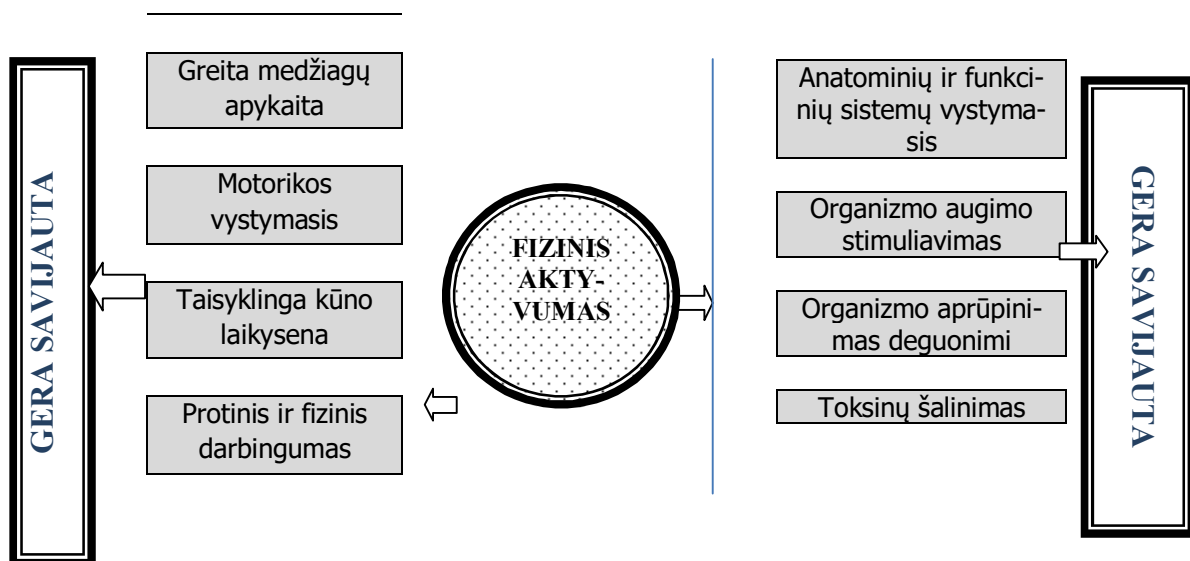 GERA SAVIJAUTA
Greita medžiagų
apykaita
Motorikos
vystymasis
Taisyklinga kūno
laikysena
Protinis ir fizinis
darbingumas
FIZINIS
AKTY-
VUMAS
Anatominių ir funkci-
nių sistemų vystyma-
sis
Organizmo augimo
stimuliavimas
Organizmo aprūpini-
mas deguonimi
Toksinų šalinimas
GERA SAVIJAUTA